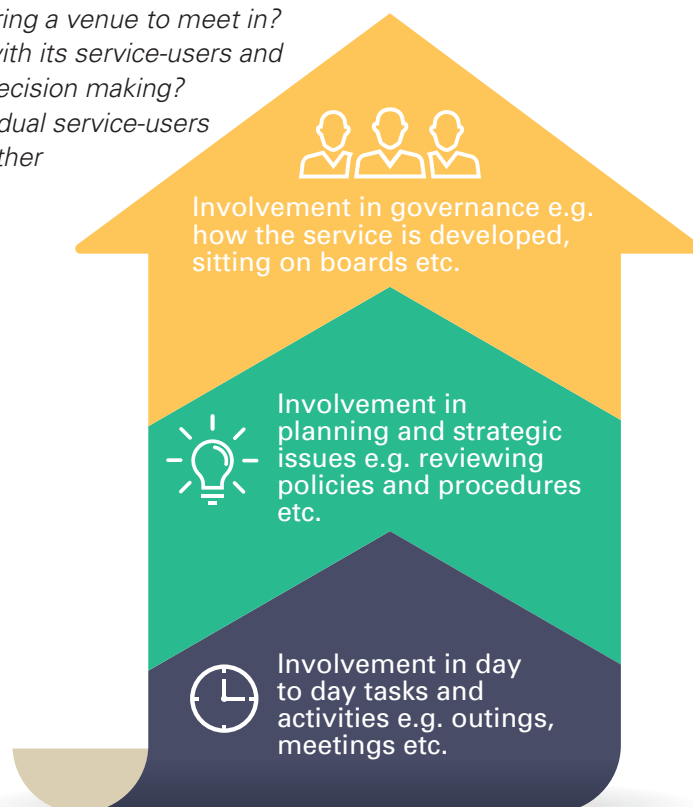 ring a venue to meet in?
with its service-users and
ecision making?
dual service-users
ther
Involvement in governance e.g.
how the service is developed,
sitting on boards etc.
Involvement in
planning and strategic
issues e.g. reviewing
policies and procedures
etc.
Involvement in day
to day tasks and
activities e.g. outings,
meetings etc.